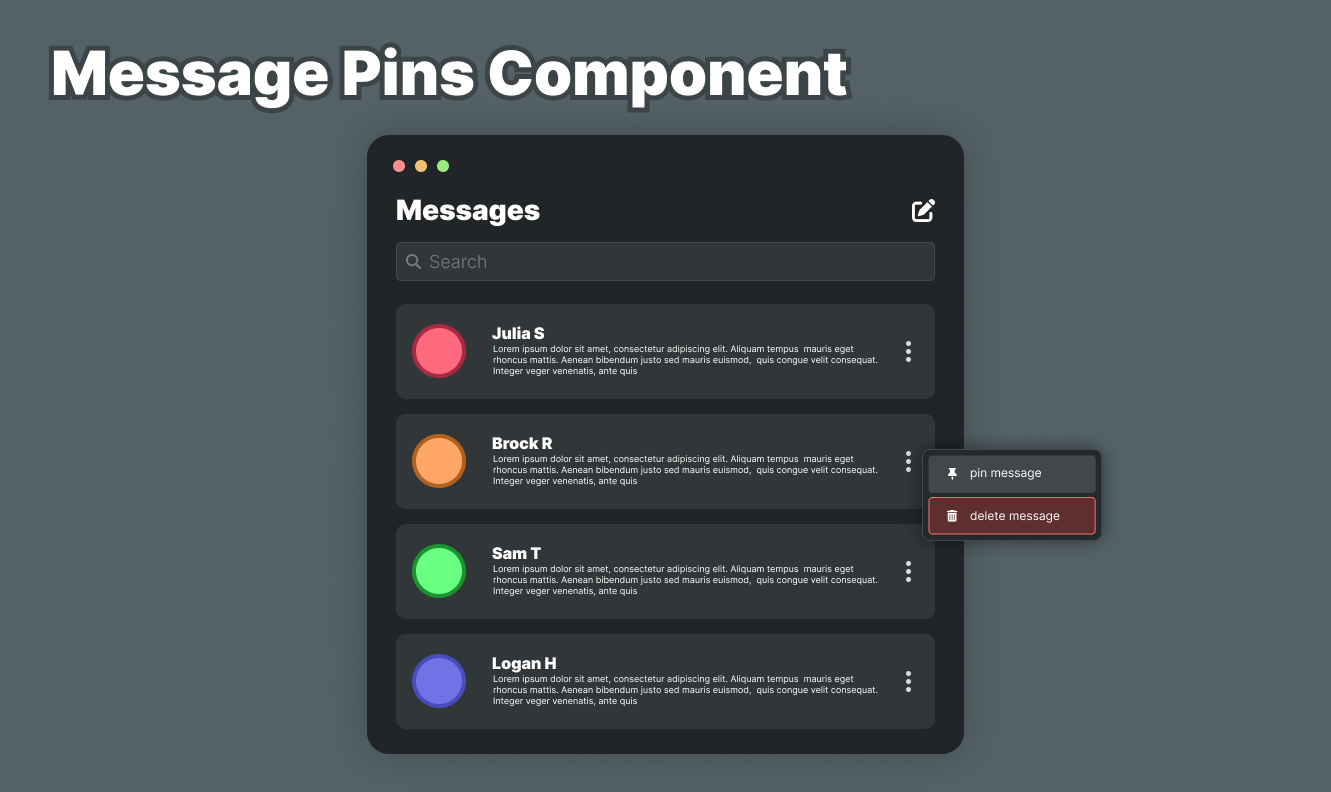 Message Pins Component
Messages
Search
Julia S
Lorem ipsum dolor sit amet, consectetur adipiscing elit. Aliquam tempus  mauris eget
rhoncus mattis. Aenean bibendum justo sed mauris euismod,  quis congue velit consequat.
Integer veger venenatis, ante quis
Brock R
Lorem ipsum dolor sit amet, consectetur adipiscing elit. Aliquam tempus  mauris eget
rhoncus mattis. Aenean bibendum justo sed mauris euismod,  quis congue velit consequat.
Integer veger venenatis, ante quis
pin message
delete message
Sam T
Lorem ipsum dolor sit amet, consectetur adipiscing elit. Aliquam tempus  mauris eget
rhoncus mattis. Aenean bibendum justo sed mauris euismod,  quis congue velit consequat.
Integer veger venenatis, ante quis
Logan H
Lorem ipsum dolor sit amet, consectetur adipiscing elit. Aliquam tempus  mauris eget
rhoncus mattis. Aenean bibendum justo sed mauris euismod,  quis congue velit consequat.
Integer veger venenatis, ante quis